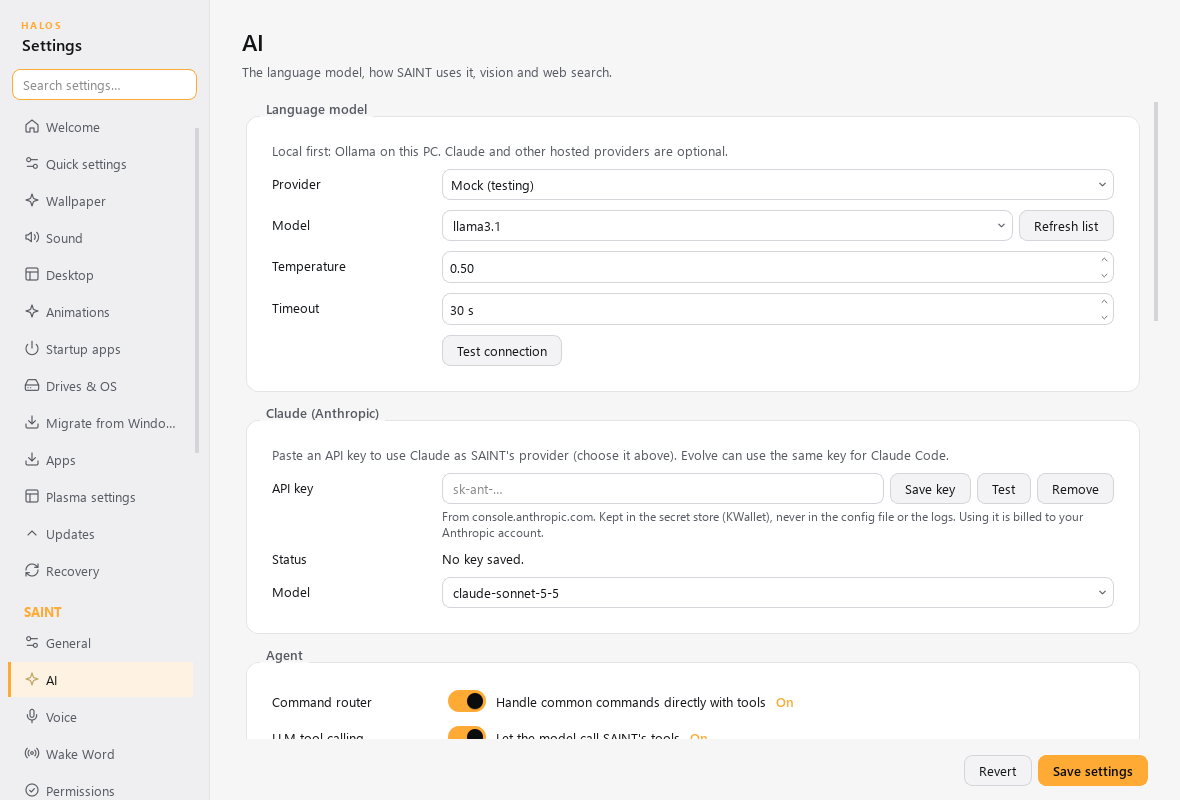 HALOS
Settings
Search settings...
Welcome
Quick settings
Wallpaper
Sound
Desktop
Animations
Startup apps
Drives & OS
Migrate from Windo...
Apps
Plasma settings
Updates
Recovery
SAINT
General
AI
Voice
Wake Word
Permissions
AI
The language model, how SAINT uses it, vision and web search.
Language model
Local first: Ollama on this PC. Claude and other hosted providers are optional.
Provider Mock (testing)
Model llama3.1 Refresh list
Temperature 0.50
Timeout 30 s
Test connection
Claude (Anthropic)
Paste an API key to use Claude as SAINT's provider (choose it above). Evolve can use the same key for Claude Code.
API key sk-ant-... Save key Test Remove
From console.anthropic.com. Kept in the secret store (KWallet), never in the config file or the logs. Using it is billed to your
Anthropic account.
Status No key saved.
Model claude-sonnet-5-5
Agent
Command router Handle common commands directly with tools On
LLM tool calling Let the model call SAINT's tools On
Revert Save settings